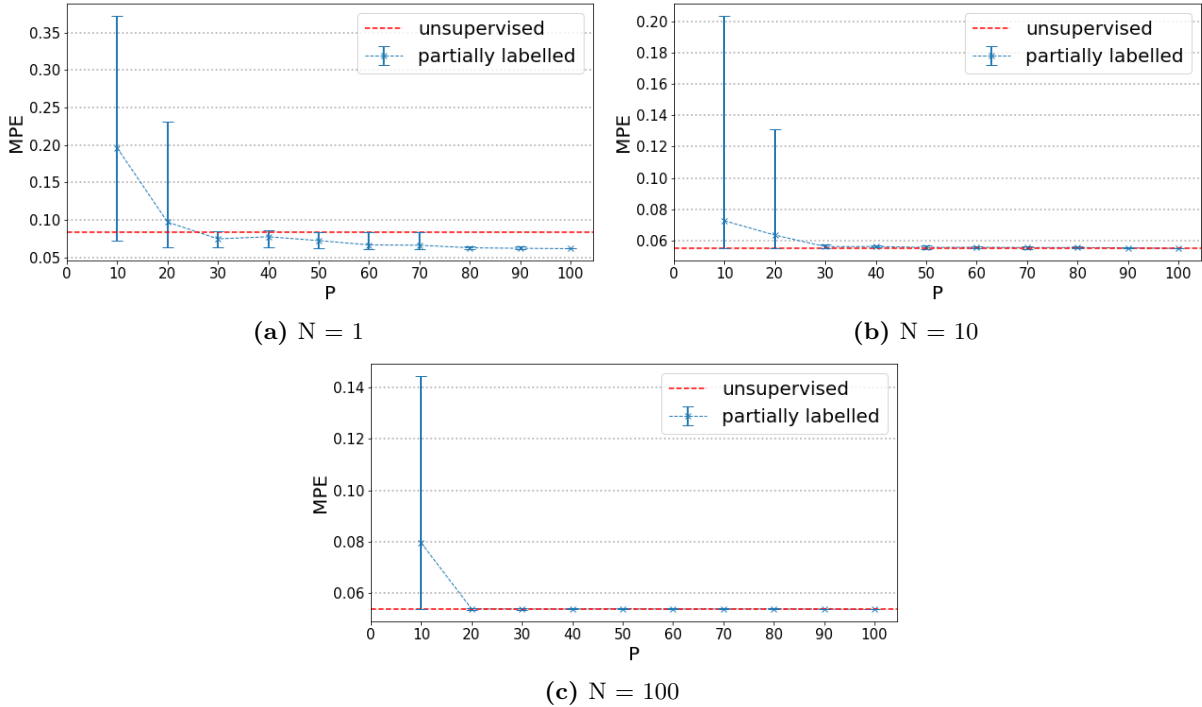 0.35
0.30
0.25
0.20
0.15
0.10
0.05
MPE
unsupervised
partially labelled
0 10 20 30 40 50 60 70 80 90 100
P
(a) N = 1
0.20
0.18
0.16
0.14
0.12
0.10
0.08
0.06
MPE
unsupervised
partially labelled
0 10 20 30 40 50 60 70 80 90 100
P
(b) N = 10
0.14
0.12
0.10
0.08
0.06
MPE
unsupervised
partially labelled
0 10 20 30 40 50 60 70 80 90 100
P
(c) N = 100